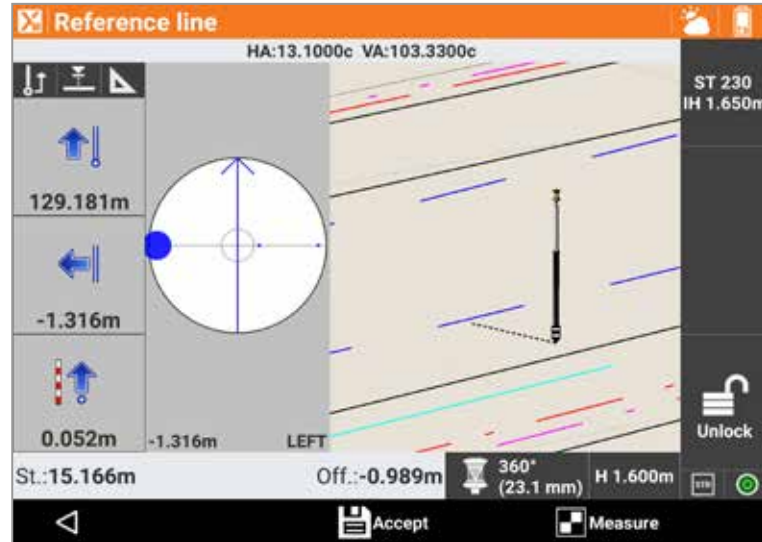 Reference line
HA:13.1000c VA:103.3300c
ST 230
IH 1.650m
129.181m
-1.316m
0.052m
-1.316m
LEFT
Unlock
St.:15.166m
Off.:-0.989m
360°
(23.1 mm)
H 1.600m
STR
Accept
Measure